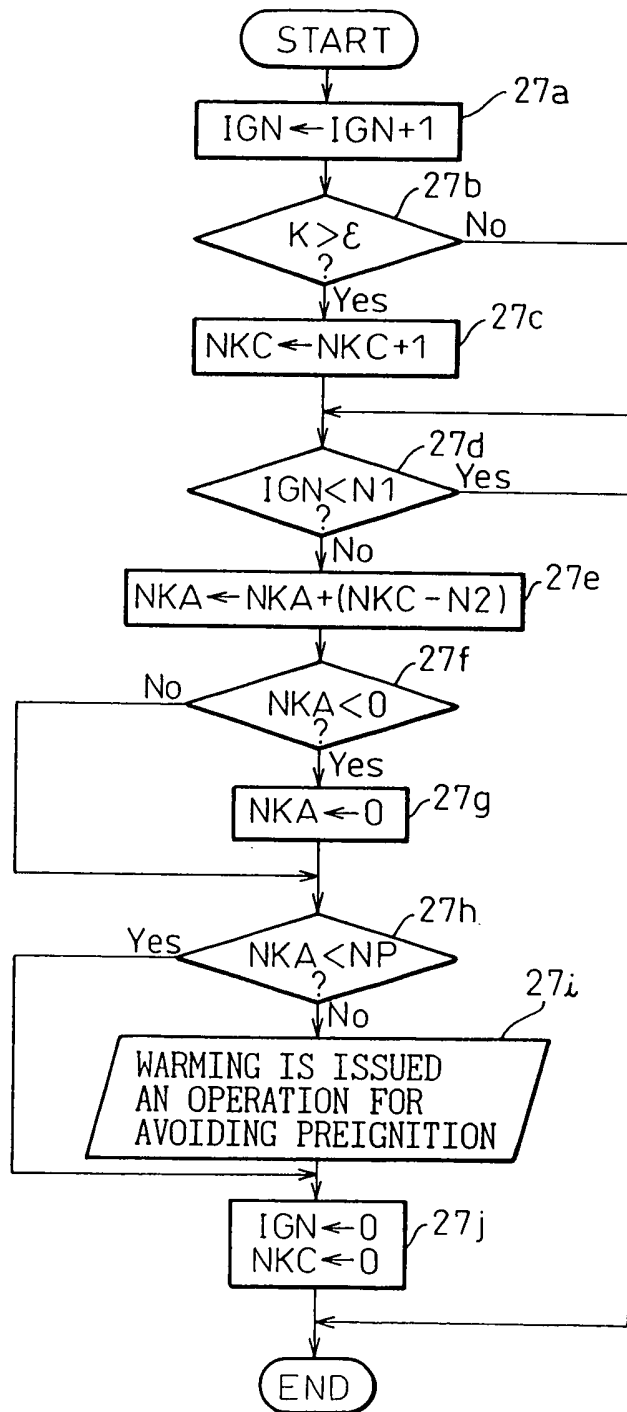 START
27a
IGN←IGN+1
27b
K>ε
?
No
Yes
27c
NKC←NKC+1
27d
IGN<N1
?
Yes
No
27e
NKA←NKA+(NKC-N2)
27f
No
NKA<0
?
Yes
NKA←0
27g
27h
Yes
NKA<NP
?
No
27i
WARMING IS ISSUED
AN OPERATION FOR
AVOIDING PREIGNITION
IGN←0
NKC←0
27j
END